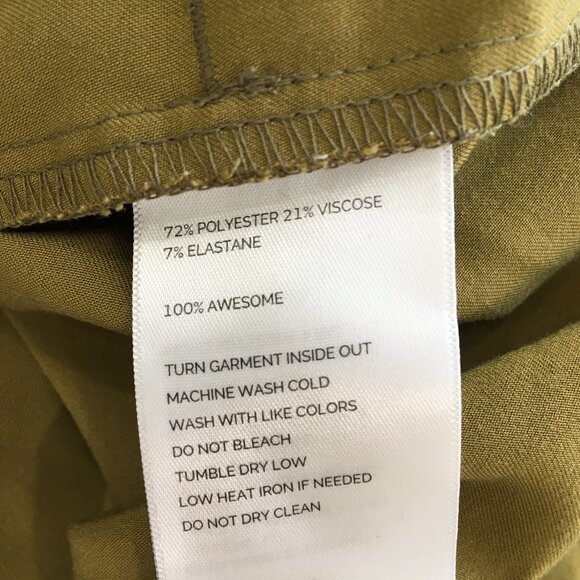 72% POLYESTER 21% VISCOSE
7% ELASTANE
100% AWESOME
TURN GARMENT INSIDE OUT
MACHINE WASH COLD
WASH WITH LIKE COLORS
DO NOT BLEACH
TUMBLE DRY LOW
LOW HEAT IRON IF NEEDED
DO NOT DRY CLEAN